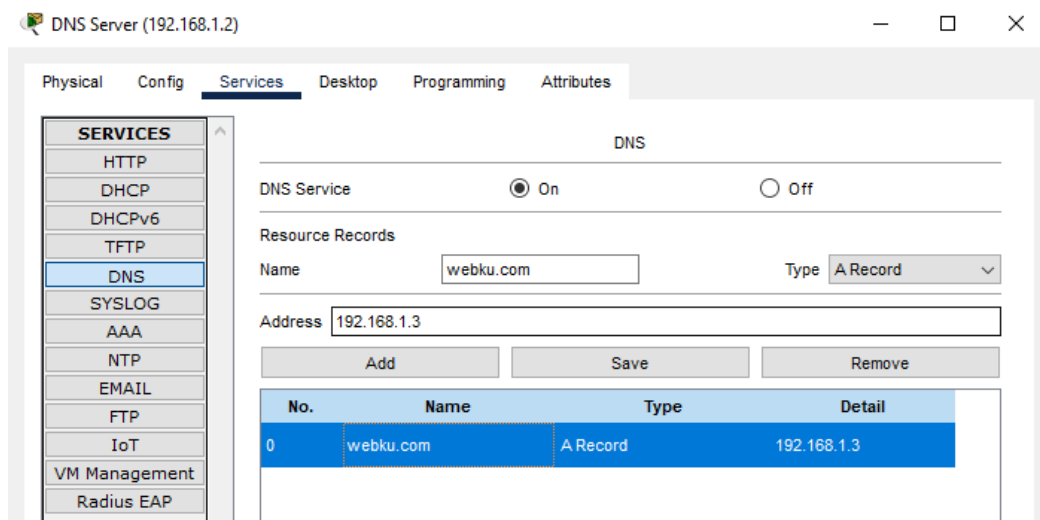 DNS Server (192.168.1.2)
Physical Config Services Desktop Programming Attributes
SERVICES
HTTP
DHCP
DHCPv6
TFTP
DNS
SYSLOG
AAA
NTP
EMAIL
FTP
IoT
VM Management
Radius EAP
DNS
DNS Service On Off
Resource Records
Name webku.com Type A Record
Address 192.168.1.3
Add Save Remove
No. Name Type Detail
0 webku.com A Record 192.168.1.3